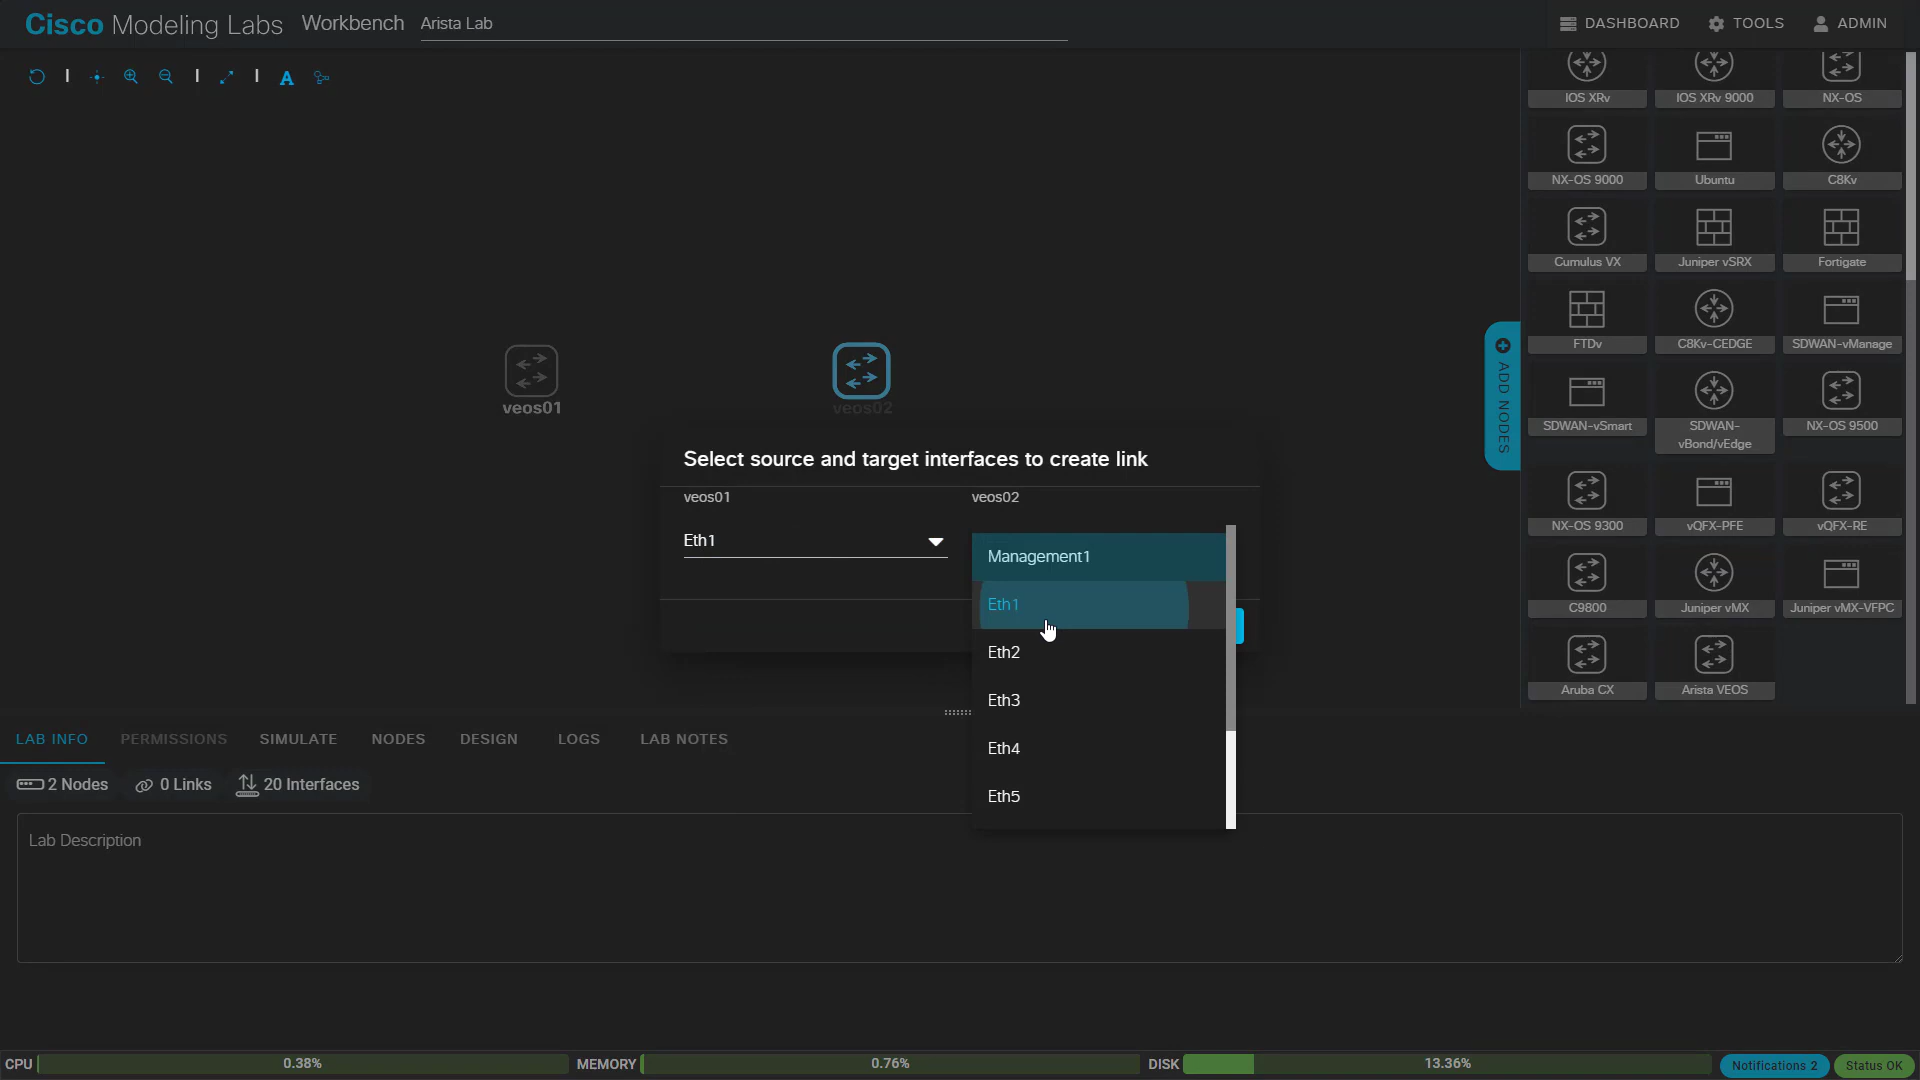 Cisco Modeling Labs Workbench Arista Lab
DASHBOARD TOOLS ADMIN
A
IOS XRv IOS XRv 9000 NX-OS
NX-OS 9000 Ubuntu C8Kv
Cumulus VX Juniper vSRX Fortigate
FTDv C8Kv-CEDGE SDWAN-vManage
SDWAN-vSmart SDWAN-vBond/vEdge NX-OS 9500
NX-OS 9300 vQFX-PFE vQFX-RE
C9800 Juniper vMX Juniper vMX-VFPC
Aruba CX Arista VEOS
ADD NODES
veos01 veos02
Select source and target interfaces to create link
veos01 veos02
Eth1
Management1
Eth1
Eth2
Eth3
Eth4
Eth5
LAB INFO PERMISSIONS SIMULATE NODES DESIGN LOGS LAB NOTES
2 Nodes 0 Links 20 Interfaces
Lab Description
CPU 0.38% MEMORY 0.76% DISK 13.36% Notifications 2 Status OK